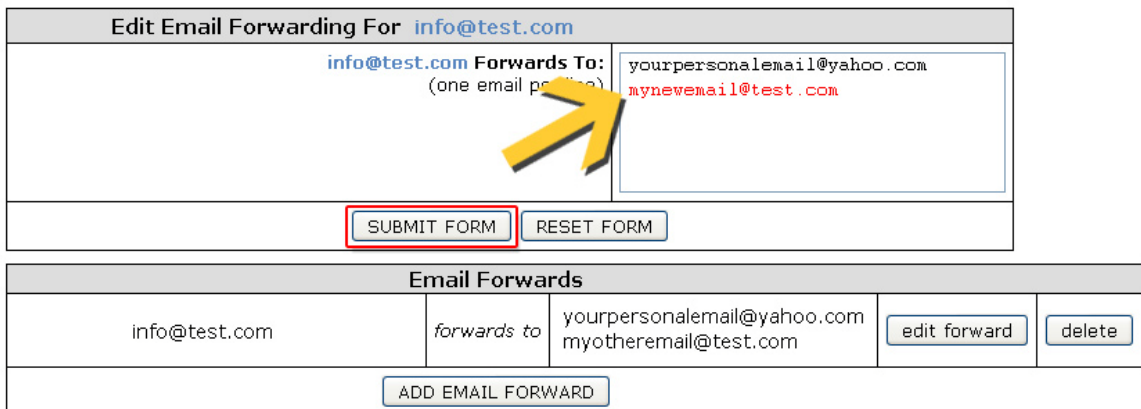 Edit Email Forwarding For info@test.com
info@test.com Forwards To:
(one email
yourpersonalemail@yahoo.com
mynewemail@test.com
SUBMIT FORM
RESET FORM
Email Forwards
info@test.com
forwards to
yourpersonalemail@yahoo.com
myotheremail@test.com
edit forward
delete
ADD EMAIL FORWARD